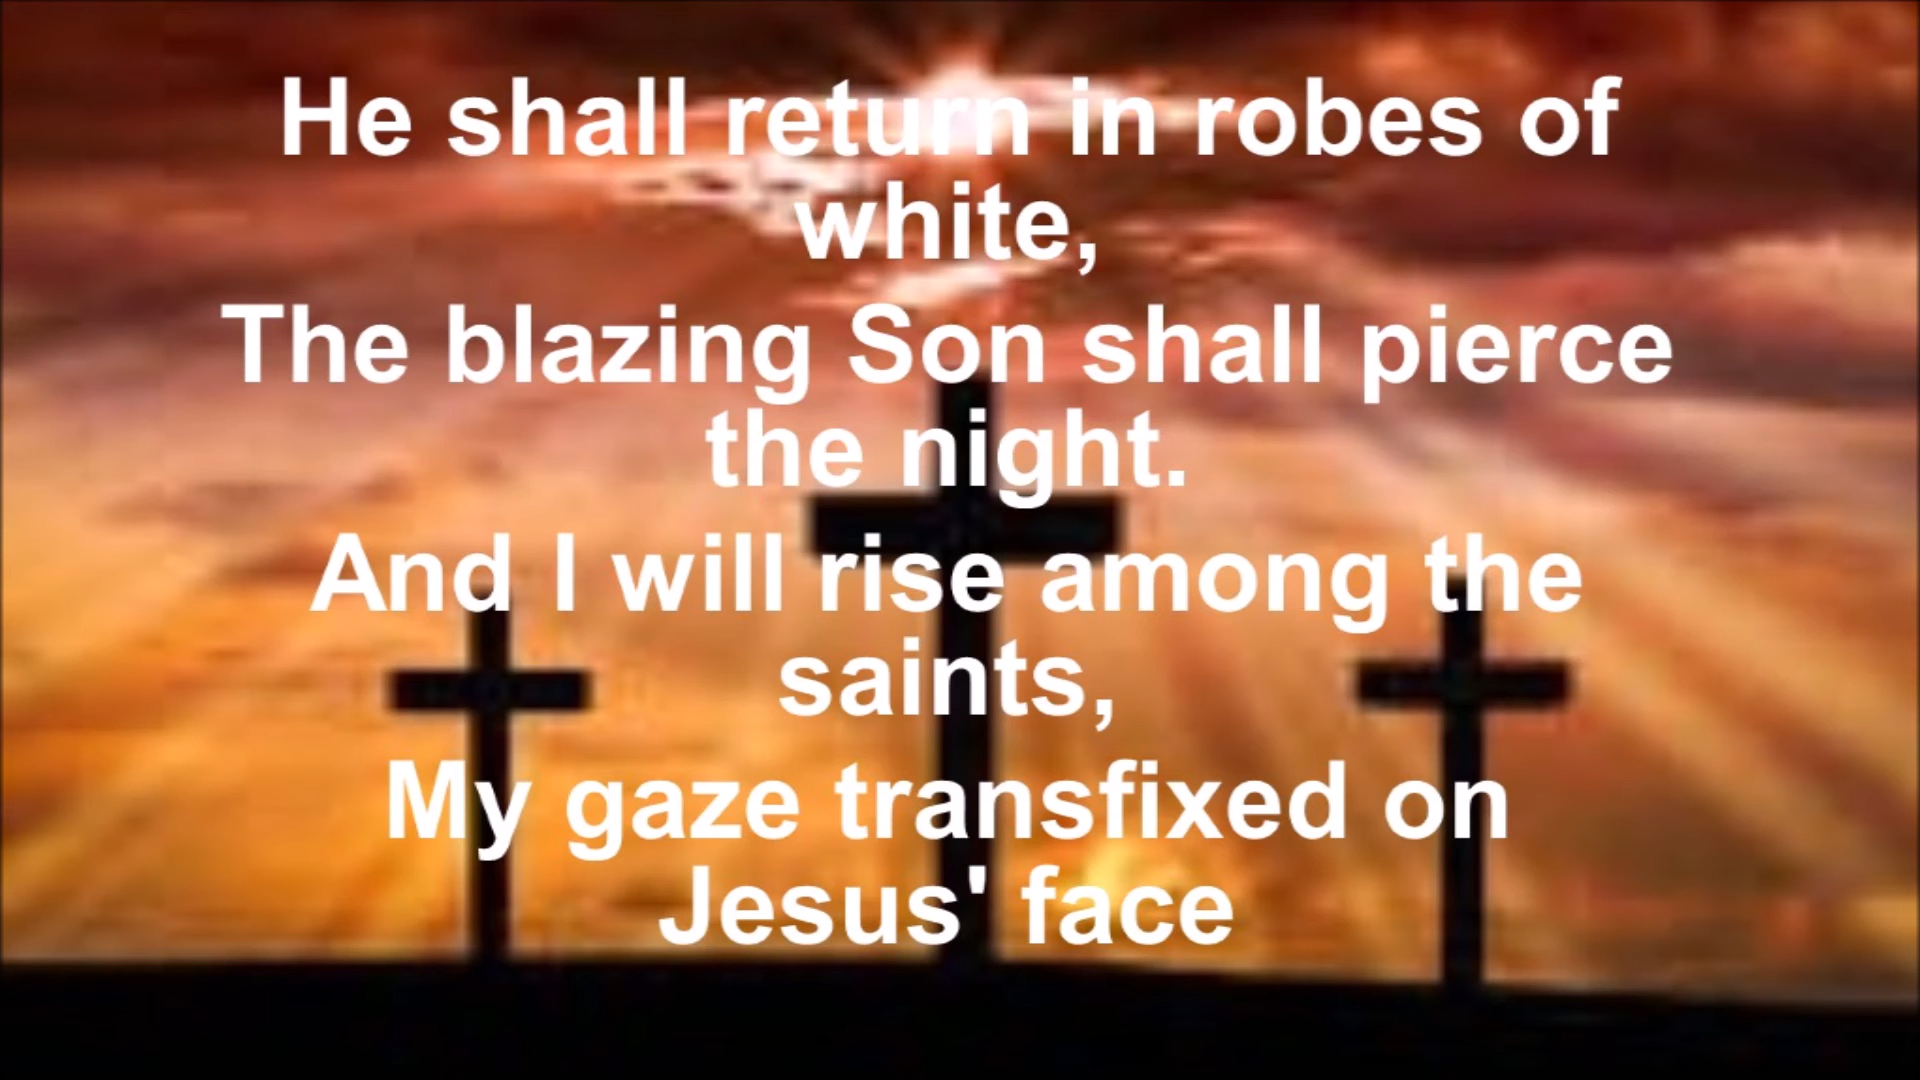 He shall return in robes of
white,
The blazing Son shall pierce
the night.
And I will rise among the
saints,
My gaze transfixed on
Jesus' face